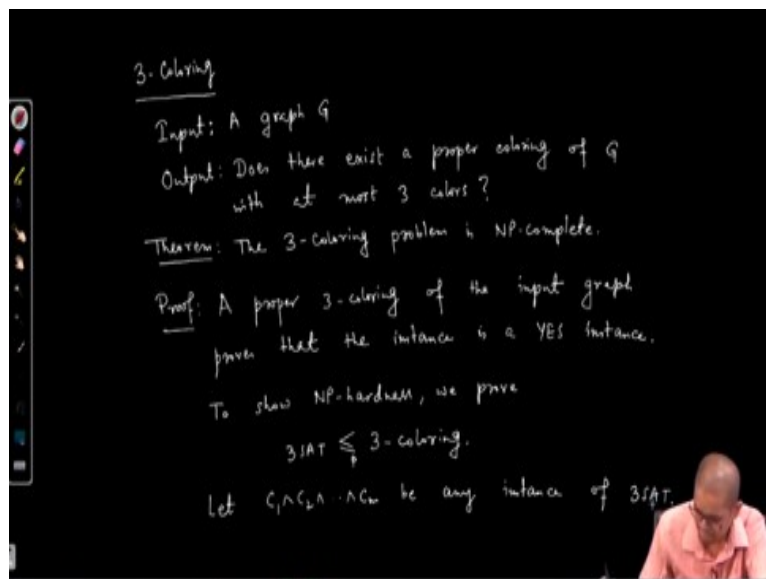 3-Coloring
Input: A graph G
Output: Does there exist a proper coloring of G
with at most 3 colors?
Theorem: The 3-coloring problem is NP-complete.
Proof: A proper 3-coloring of the input graph
proves that the instance is a YES instance.
To show NP-hardness, we prove
3SAT ≤ₚ 3-coloring.
Let C₁∧C₂∧..∧Cₘ be any instance of 3SAT.